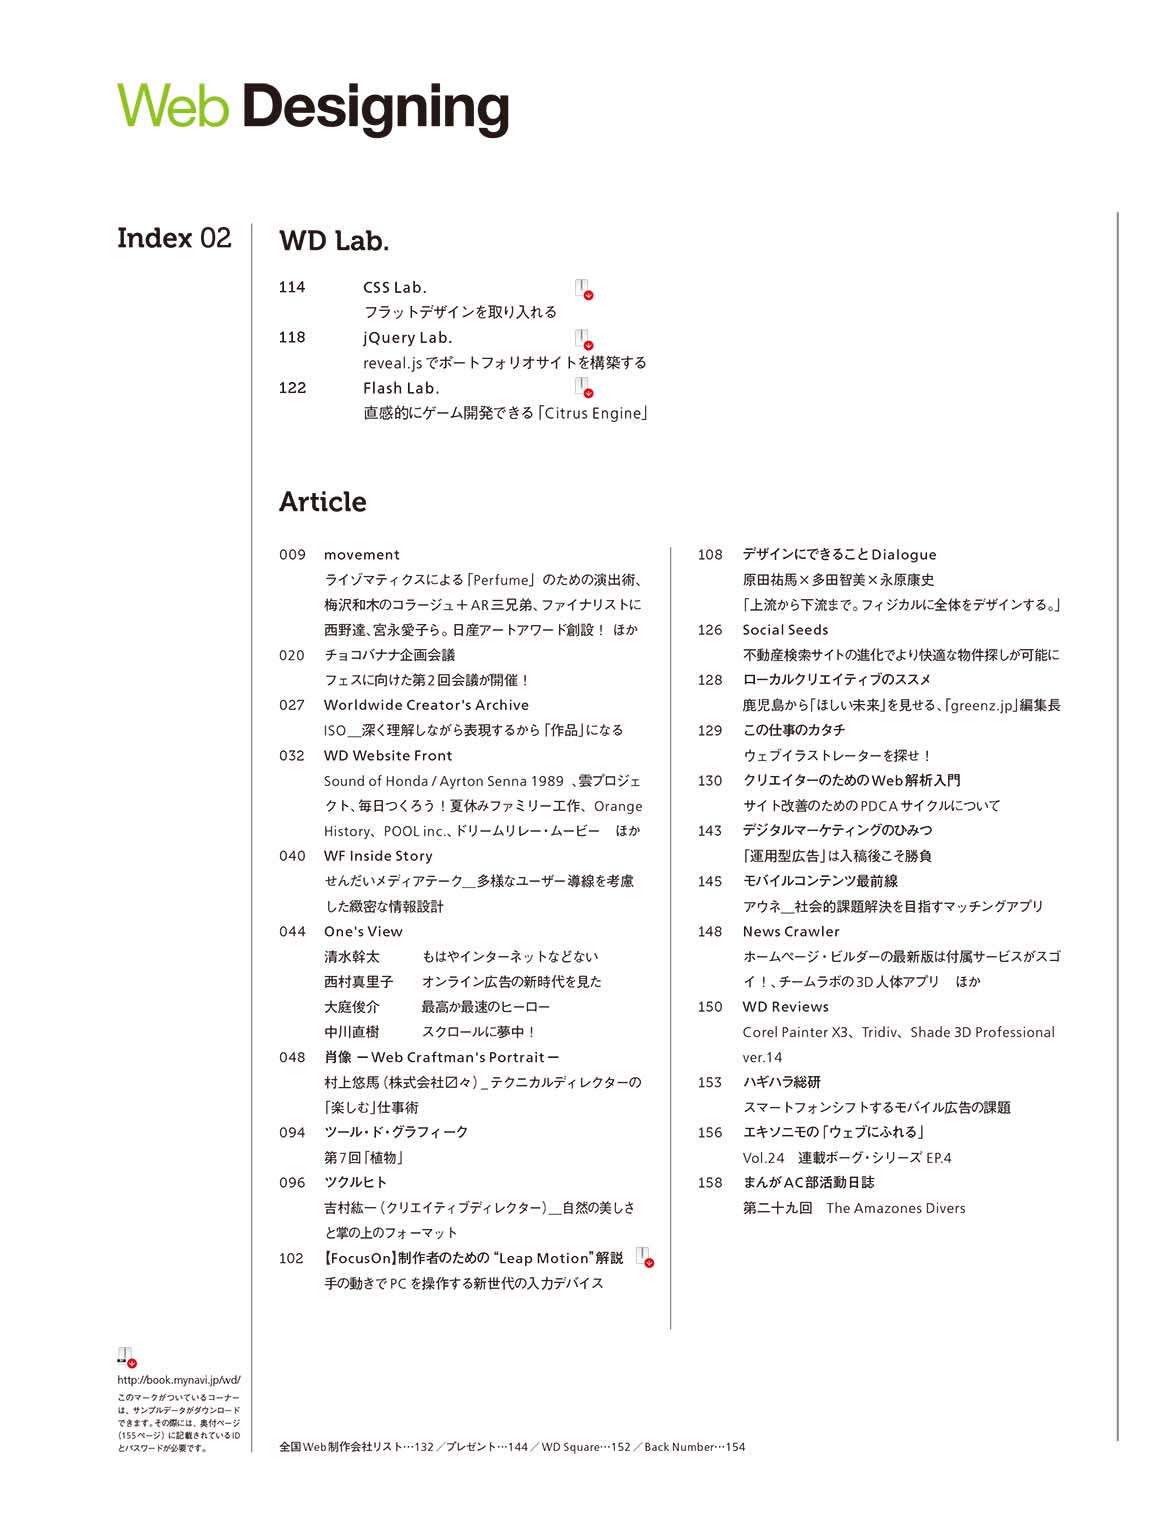 Web Designing
Index 02
WD Lab.
114 CSS Lab.
フラットデザインを取り入れる
118 jQuery Lab.
reveal.jsでポートフォリオサイトを構築する
122 Flash Lab.
直感的にゲーム開発できる「Citrus Engine」
Article
009 movement
ライゾマティクスによる「Perfume」のための演出術、
梅沢和木のコラージュ＋AR三兄弟、ファイナリストに
西野達、宮永愛子ら。日産アートアワード創設！ ほか
020 チョコバナナ企画会議
フェスに向けた第2回会議が開催！
027 Worldwide Creator's Archive
ISO__深く理解しながら表現するから「作品」になる
032 WD Website Front
Sound of Honda / Ayrton Senna 1989 、雲プロジェ
クト、毎日つくろう！夏休みファミリー工作、Orange
History、POOL inc.、ドリームリレー・ムービー　ほか
040 WF Inside Story
せんだいメディアテーク__多様なユーザー導線を考慮
した緻密な情報設計
044 One's View
清水幹太 もはやインターネットなどない
西村真里子 オンライン広告の新時代を見た
大庭俊介 最高か最速のヒーロー
中川直樹 スクロールに夢中！
048 肖像 －Web Craftman's Portrait－
村上悠馬（株式会社〼々）_テクニカルディレクターの
「楽しむ」仕事術
094 ツール・ド・グラフィーク
第7回「植物」
096 ツクルヒト
吉村紘一（クリエイティブディレクター）__自然の美しさ
と掌の上のフォーマット
102 【FocusOn】制作者のための“Leap Motion”解説
手の動きでPCを操作する新世代の入力デバイス
108 デザインにできることDialogue
原田祐馬×多田智美×永原康史
「上流から下流まで。フィジカルに全体をデザインする。」
126 Social Seeds
不動産検索サイトの進化でより快適な物件探しが可能に
128 ローカルクリエイティブのススメ
鹿児島から「ほしい未来」を見せる、「greenz.jp」編集長
129 この仕事のカタチ
ウェブイラストレーターを探せ！
130 クリエイターのためのWeb解析入門
サイト改善のためのPDCAサイクルについて
143 デジタルマーケティングのひみつ
「運用型広告」は入稿後こそ勝負
145 モバイルコンテンツ最前線
アウネ__社会的課題解決を目指すマッチングアプリ
148 News Crawler
ホームページ・ビルダーの最新版は付属サービスがスゴ
イ！、チームラボの3D人体アプリ　ほか
150 WD Reviews
Corel Painter X3、Tridiv、Shade 3D Professional
ver.14
153 ハギハラ総研
スマートフォンシフトするモバイル広告の課題
156 エキソニモの「ウェブにふれる」
Vol.24　連載ボーグ・シリーズ EP.4
158 まんがAC部活動日誌
第二十九回　The Amazones Divers
http://book.mynavi.jp/wd/
このマークがついているコーナー
は、サンプルデータがダウンロード
できます。その際には、奥付ページ
（155ページ）に記載されているID
とパスワードが必要です。
全国Web制作会社リスト…132／プレゼント…144／WD Square…152／Back Number…154